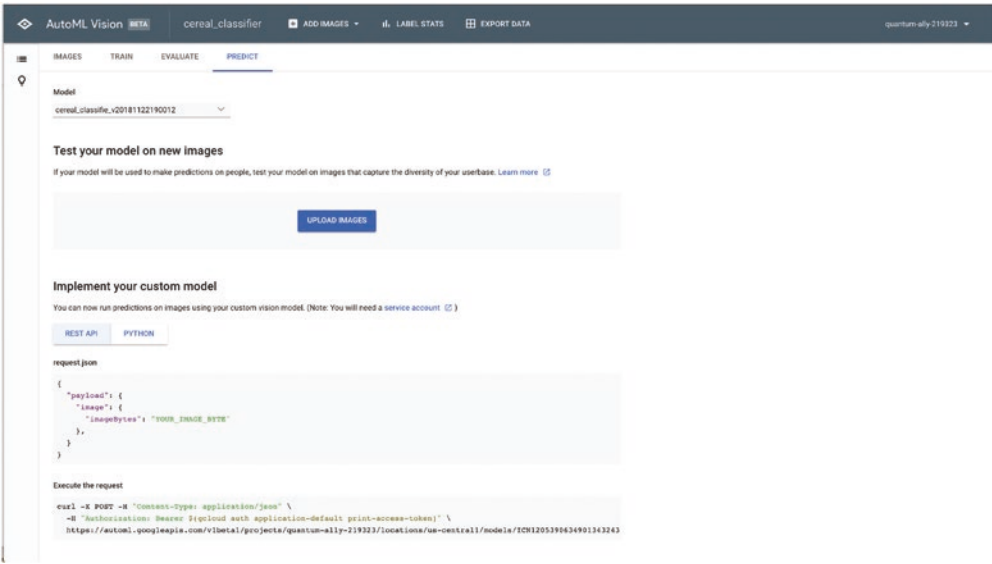 AutoML Vision BETA cereal_classifier ADD IMAGES LABEL STATS EXPORT DATA quantum-ally-219323
IMAGES TRAIN EVALUATE PREDICT
Model
cereal_classifie_v20181122190012
Test your model on new images
If your model will be used to make predictions on people, test your model on images that capture the diversity of your userbase. Learn more
UPLOAD IMAGES
Implement your custom model
You can now run predictions on images using your custom vision model. (Note: You will need a service account )
REST API PYTHON
request.json
{
"payload": {
"image": {
"imageBytes": "YOUR_IMAGE_BYTE"
},
}
}
Execute the request
curl -X POST -H "Content-Type: application/json" \
-H "Authorization: Bearer $(gcloud auth application-default print-access-token)" \
https://automl.googleapis.com/v1beta1/projects/quantum-ally-219323/locations/us-central1/models/ICN1205390634901343243